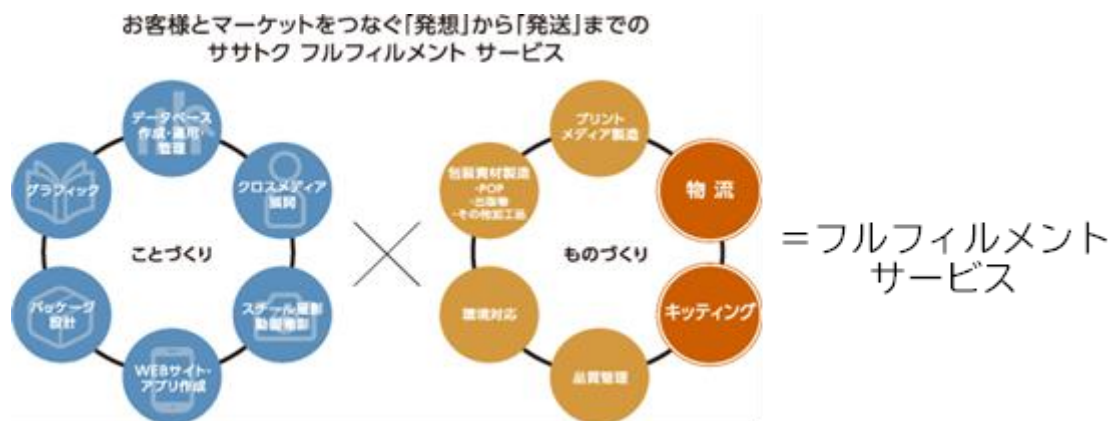 お客様とマーケットをつなぐ「発想」から「発送」までの
ササトク フルフィルメント サービス
データベース
作成・運用・
管理
グラフィック
クロスメディア
展開
ことづくり
パッケージ
設計
スチール撮影
動画撮影
WEBサイト・
アプリ作成
プリント
メディア製造
包装資材製造
・POP
・出版物
・その他加工品
物流
ものづくり
環境対応
キッティング
品質管理
＝フルフィルメント
サービス